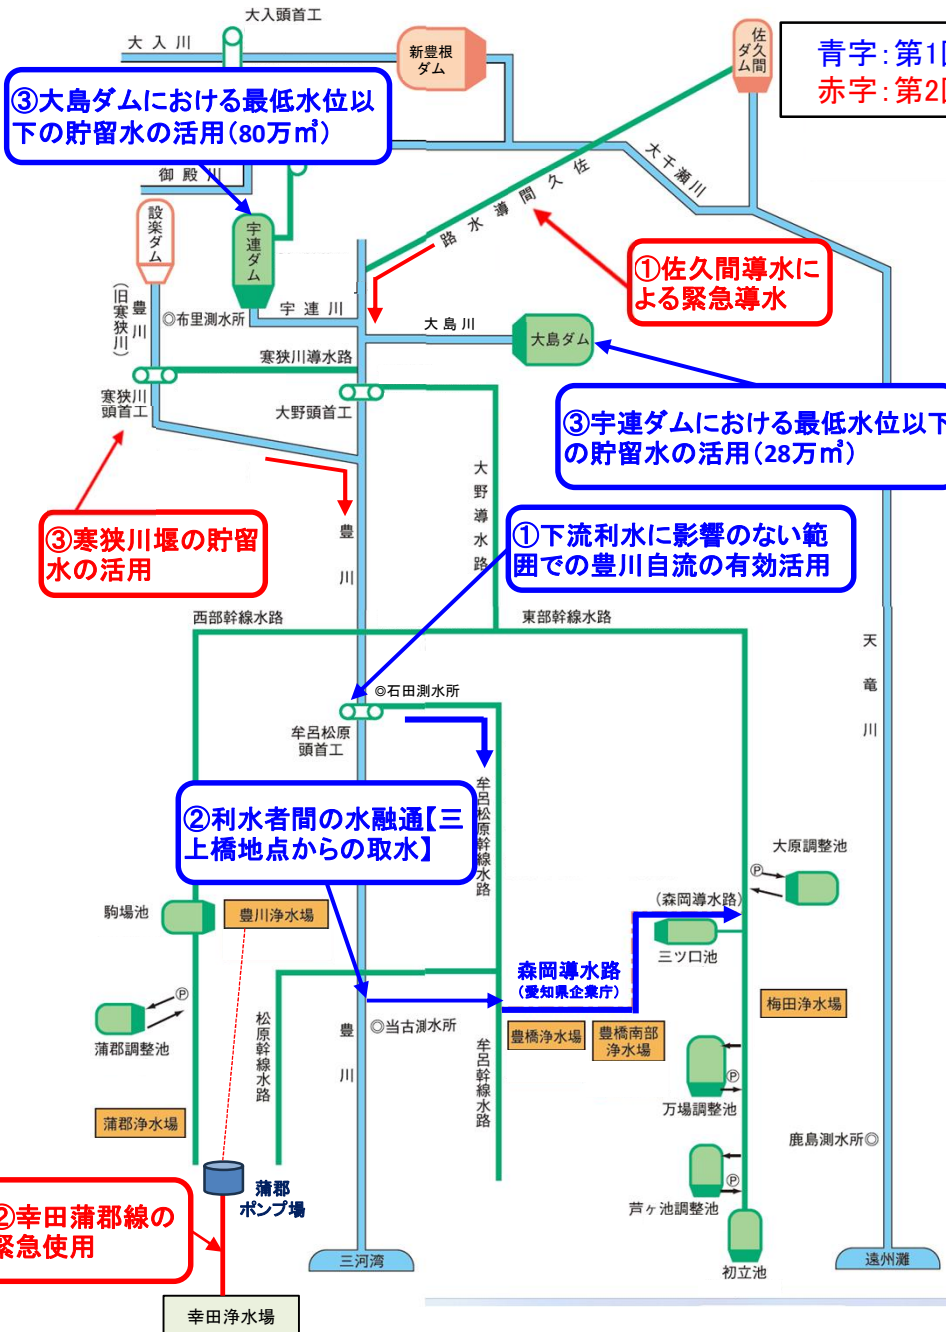 大入頭首工
大入川
新豊根
ダム
佐久間
ダム
青字：第1回
赤字：第2回
③大島ダムにおける最低水位以
下の貯留水の活用（80万㎥）
御殿川
大千瀬川
佐久間導水路
設楽ダム
宇連ダム
①佐久間導水に
よる緊急導水
豊川
（旧寒狭川）
◎布里測水所
宇連川
大島川
大島ダム
寒狭川導水路
寒狭川
頭首工
大野頭首工
③宇連ダムにおける最低水位以下
の貯留水の活用（28万㎥）
大野導水路
③寒狭川堰の貯留
水の活用
豊川
①下流利水に影響のない範
囲での豊川自流の有効活用
西部幹線水路
東部幹線水路
天竜川
◎石田測水所
牟呂松原
頭首工
牟呂松原幹線水路
②利水者間の水融通【三
上橋地点からの取水】
大原調整池
P
駒場池
豊川浄水場
（森岡導水路）
三ツ口池
森岡導水路
（愛知県企業庁）
P
蒲郡調整池
松原幹線水路
豊川
◎当古測水所
牟呂幹線水路
豊橋浄水場
豊橋南部
浄水場
梅田浄水場
P
万場調整池
蒲郡浄水場
鹿島測水所◎
P
芦ヶ池調整池
蒲郡
ポンプ場
②幸田蒲郡線の
緊急使用
三河湾
初立池
遠州灘
幸田浄水場